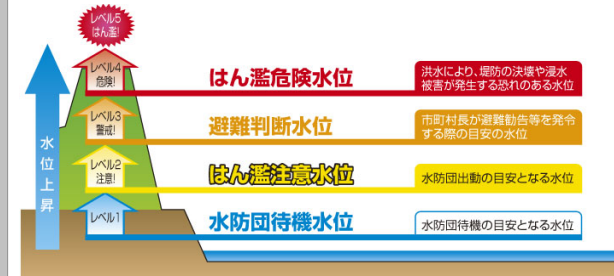 レベル5
はん濫!
レベル4
危険!
はん濫危険水位
洪水により、堤防の決壊や浸水
被害が発生する恐れのある水位
レベル3
警戒!
避難判断水位
市町村長が避難勧告等を発令
する際の目安の水位
水位上昇
レベル2
注意!
はん濫注意水位
水防団出動の目安となる水位
レベル1
水防団待機水位
水防団待機の目安となる水位